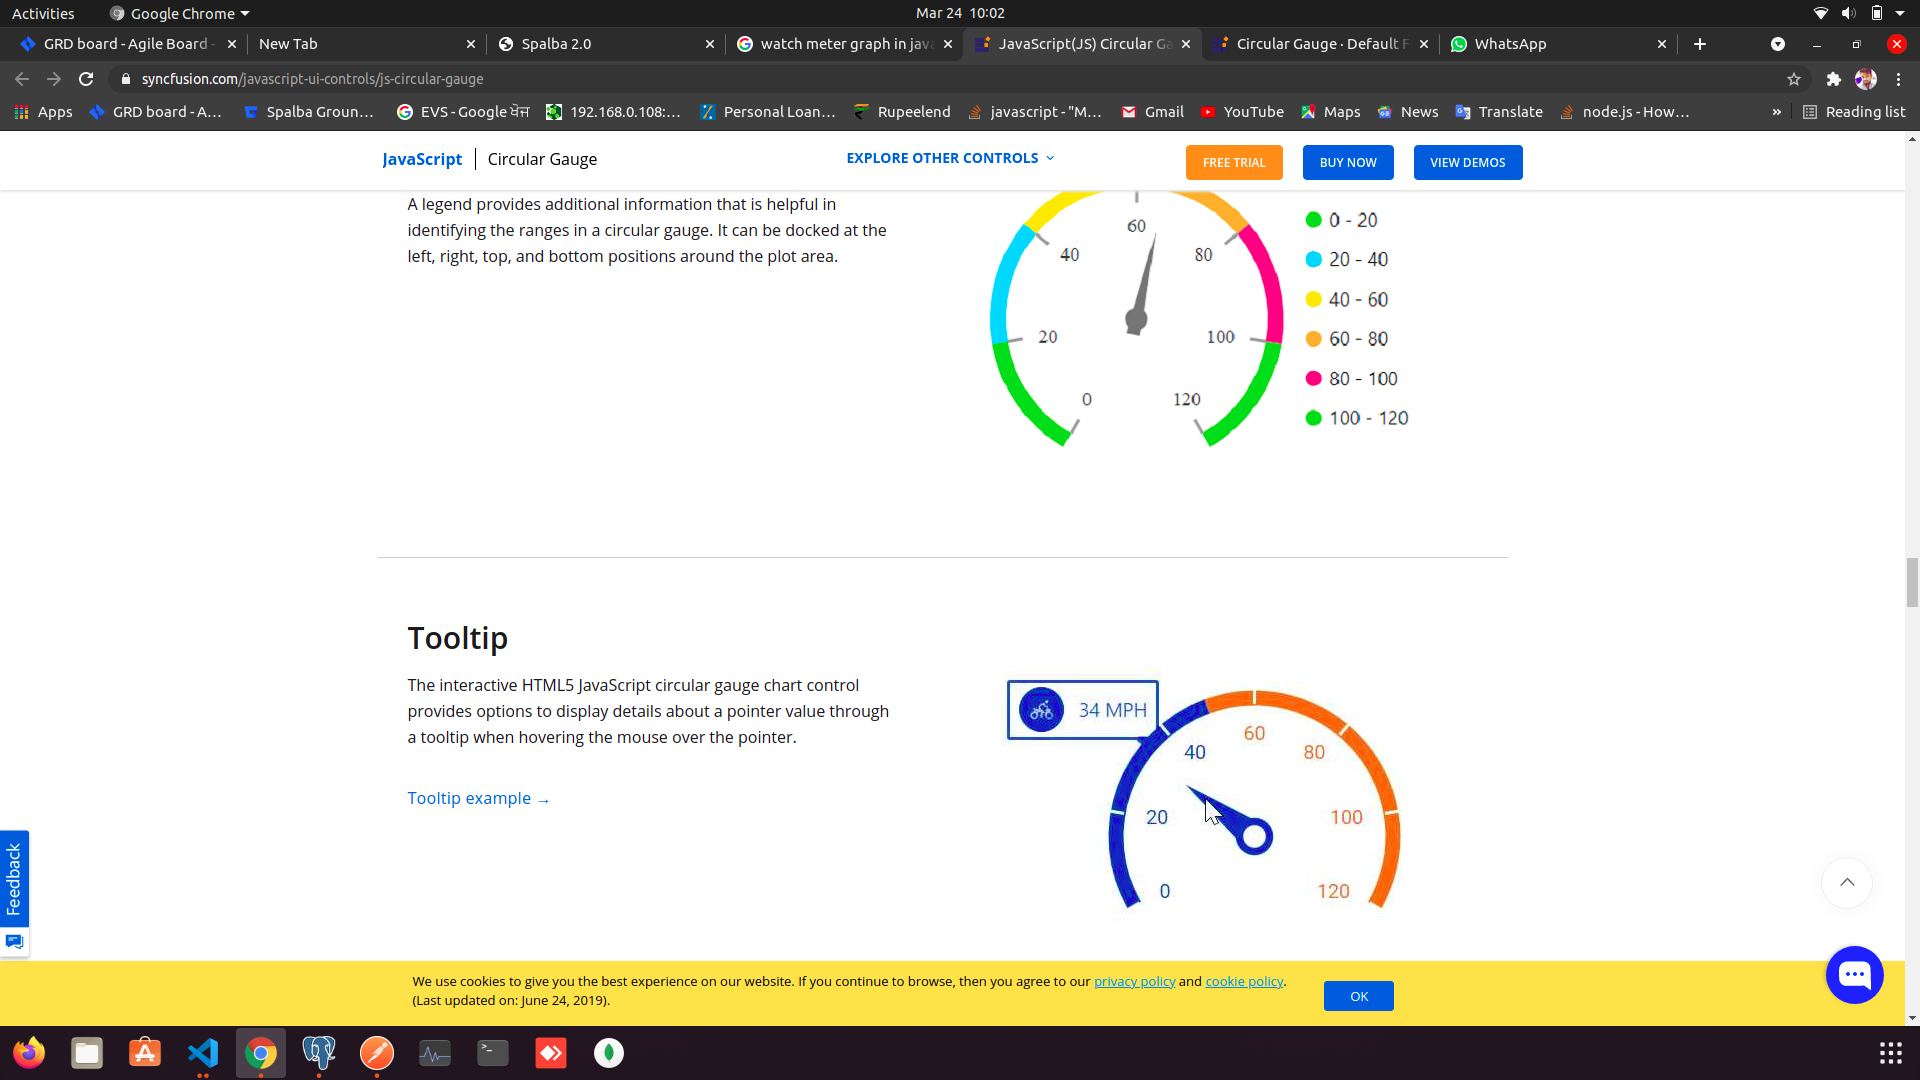 Activities
Google Chrome
Mar 24 10:02
GRD board - Agile Board -
New Tab
Spalba 2.0
watch meter graph in java
JavaScript(JS) Circular Ga
Circular Gauge · Default F
WhatsApp
syncfusion.com/javascript-ui-controls/js-circular-gauge
Apps
GRD board - A...
Spalba Groun...
EVS - Google ਖੋਜ
192.168.0.108:...
Personal Loan...
Rupeelend
javascript - "M...
Gmail
YouTube
Maps
News
Translate
node.js - How...
»
Reading list
JavaScript
Circular Gauge
EXPLORE OTHER CONTROLS
FREE TRIAL
BUY NOW
VIEW DEMOS
A legend provides additional information that is helpful in
identifying the ranges in a circular gauge. It can be docked at the
left, right, top, and bottom positions around the plot area.
0
20
40
60
80
100
120
0 - 20
20 - 40
40 - 60
60 - 80
80 - 100
100 - 120
Tooltip
The interactive HTML5 JavaScript circular gauge chart control
provides options to display details about a pointer value through
a tooltip when hovering the mouse over the pointer.
Tooltip example →
34 MPH
0
20
40
60
80
100
120
Feedback
We use cookies to give you the best experience on our website. If you continue to browse, then you agree to our privacy policy and cookie policy.
(Last updated on: June 24, 2019).
OK